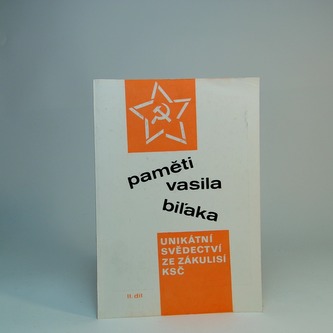 paměti
vasila
biľaka
UNIKÁTNÍ
SVĚDECTVÍ
ZE ZÁKULISÍ
KSČ